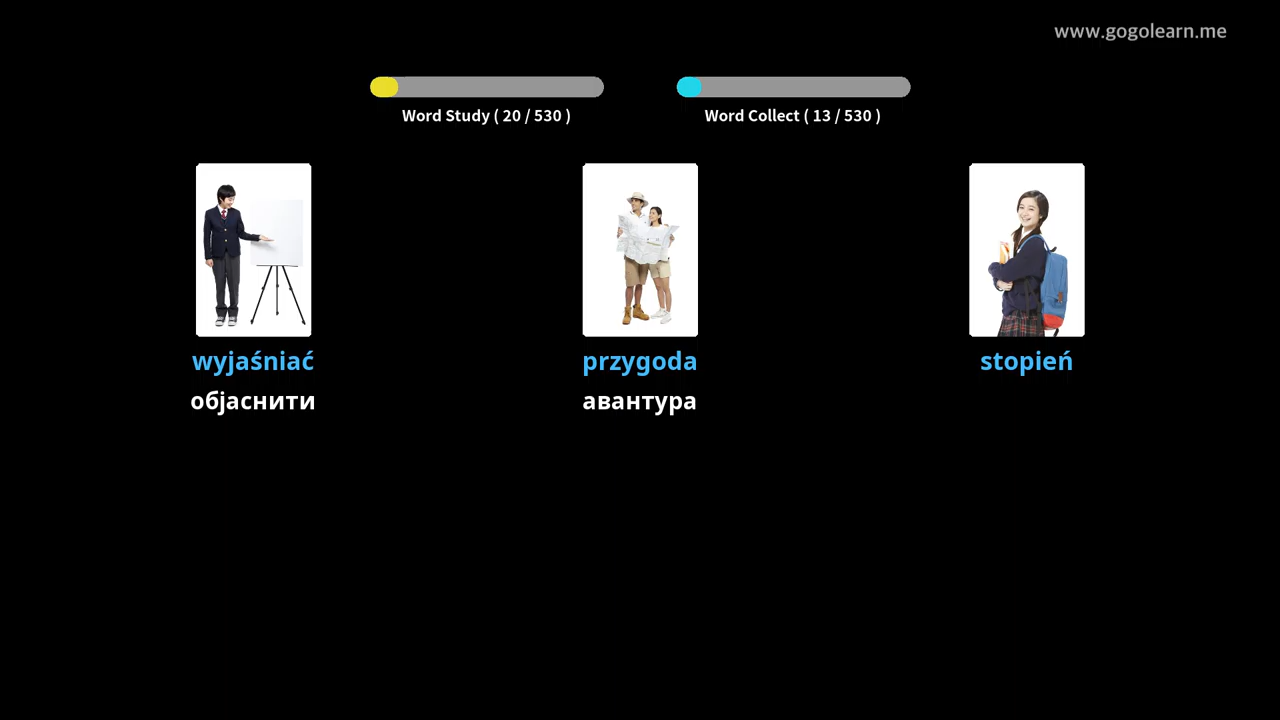 www.gogolearn.me
Word Study ( 20 / 530 )
Word Collect ( 13 / 530 )
wyjaśniać
przygoda
stopień
објаснити
авантура